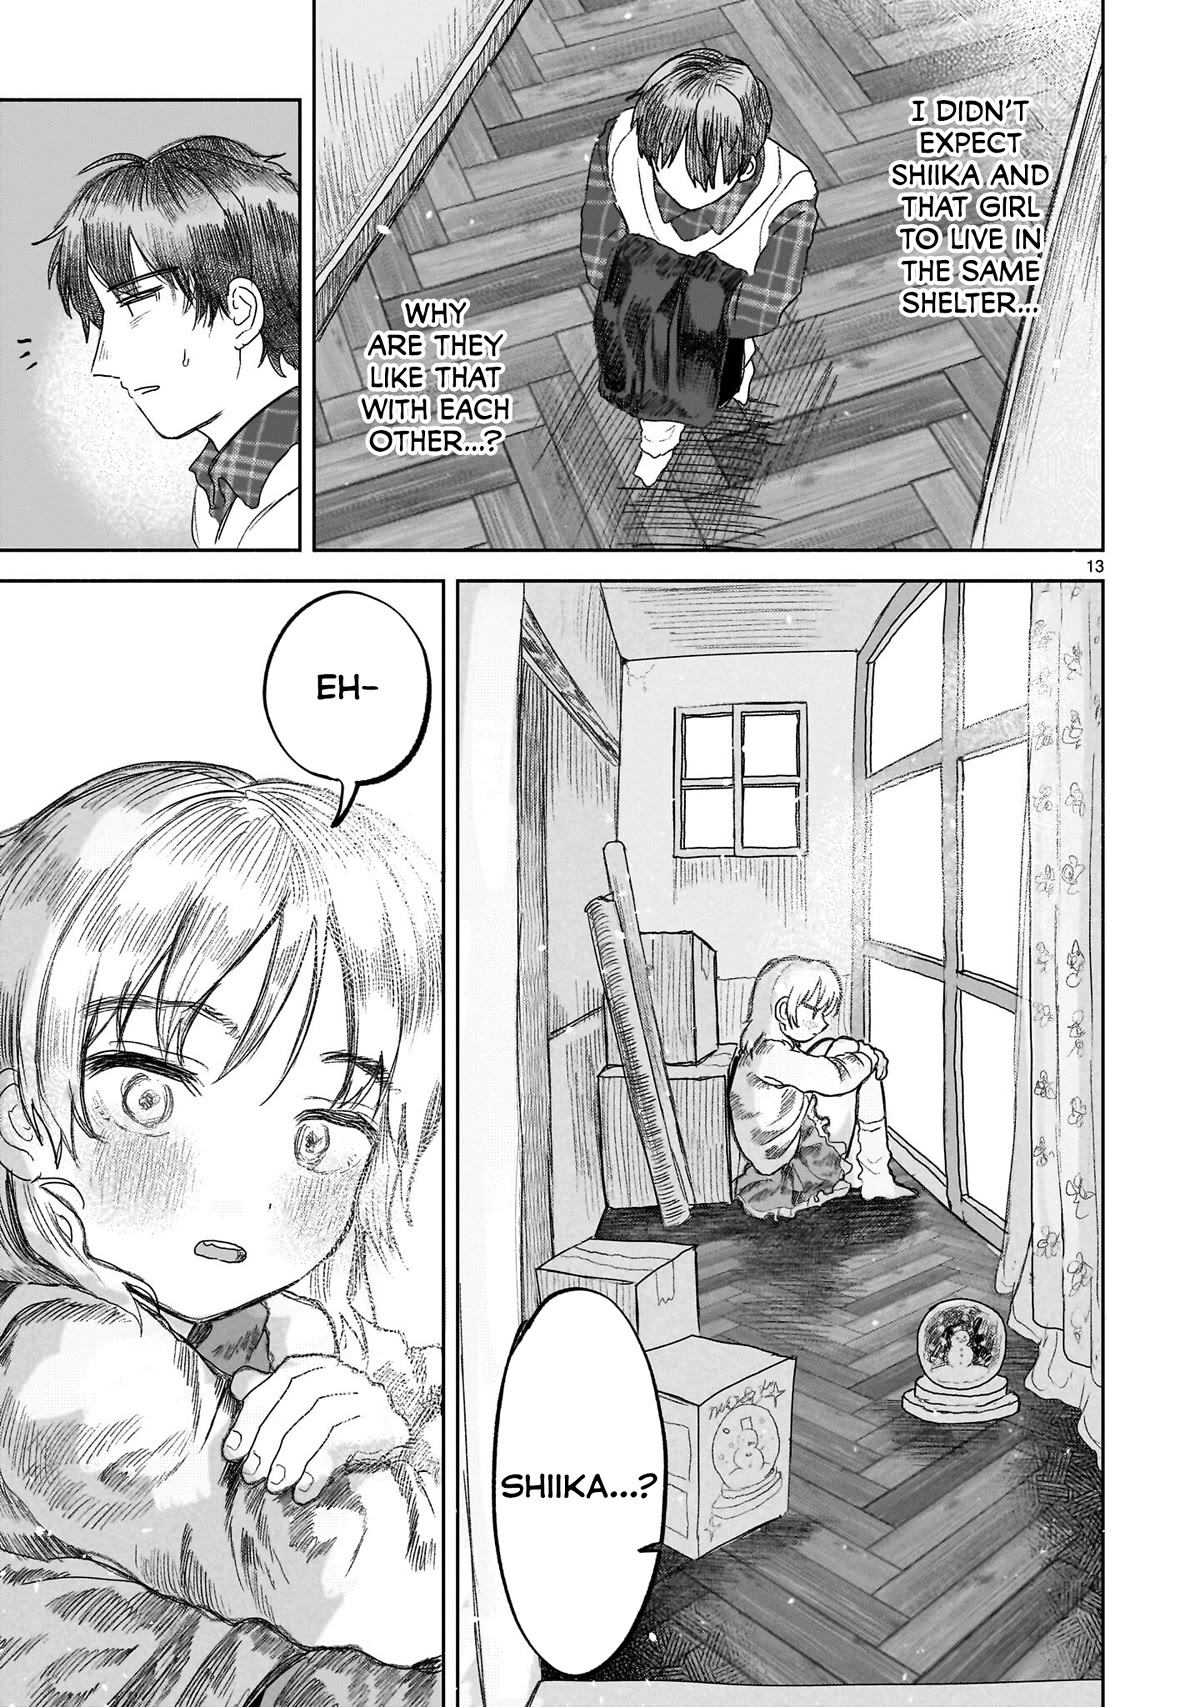 I DIDN'T
EXPECT
SHIIKA AND
THAT GIRL
TO LIVE IN
THE SAME
SHELTER...
WHY
ARE THEY
LIKE THAT
WITH EACH
OTHER...?
13
SHIIKA...?
EH-